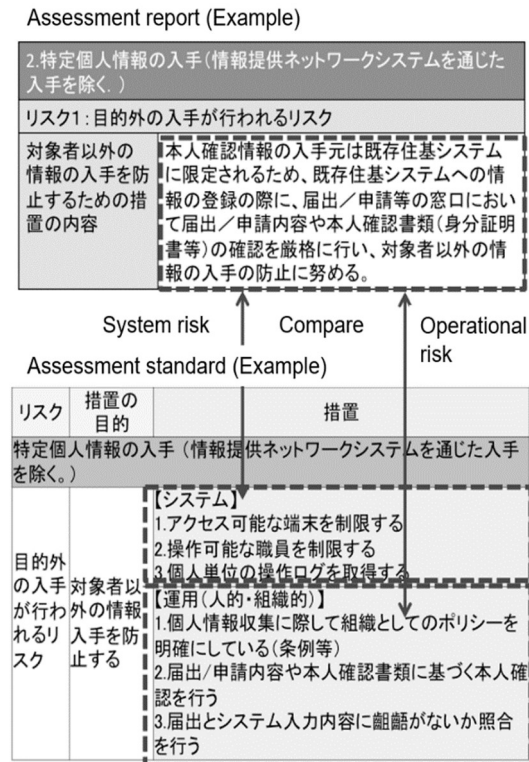 Assessment report (Example)
2.特定個人情報の入手(情報提供ネットワークシステムを通じた
入手を除く．)
リスク1：目的外の入手が行われるリスク
対象者以外の
情報の入手を防
止するための措
置の内容
本人確認情報の入手元は既存住基システム
に限定されるため、既存住基システムへの情
報の登録の際に、届出／申請等の窓口におい
て届出／申請内容や本人確認書類(身分証明
書等)の確認を厳格に行い、対象者以外の情
報の入手の防止に努める。
System risk
Compare
Operational
risk
Assessment standard (Example)
リスク
措置の
目的
措置
特定個人情報の入手（情報提供ネットワークシステムを通じた入手
を除く。）
目的外
の入手
が行わ
れるリ
スク
対象者以
外の情報
入手を防
止する
【システム】
1.アクセス可能な端末を制限する
2.操作可能な職員を制限する
3.個人単位の操作ログを取得する
【運用(人的・組織的)】
1.個人情報収集に際して組織としてのポリシーを
明確にしている(条例等)
2.届出/申請内容や本人確認書類に基づく本人確
認を行う
3.届出とシステム入力内容に齟齬がないか照合
を行う